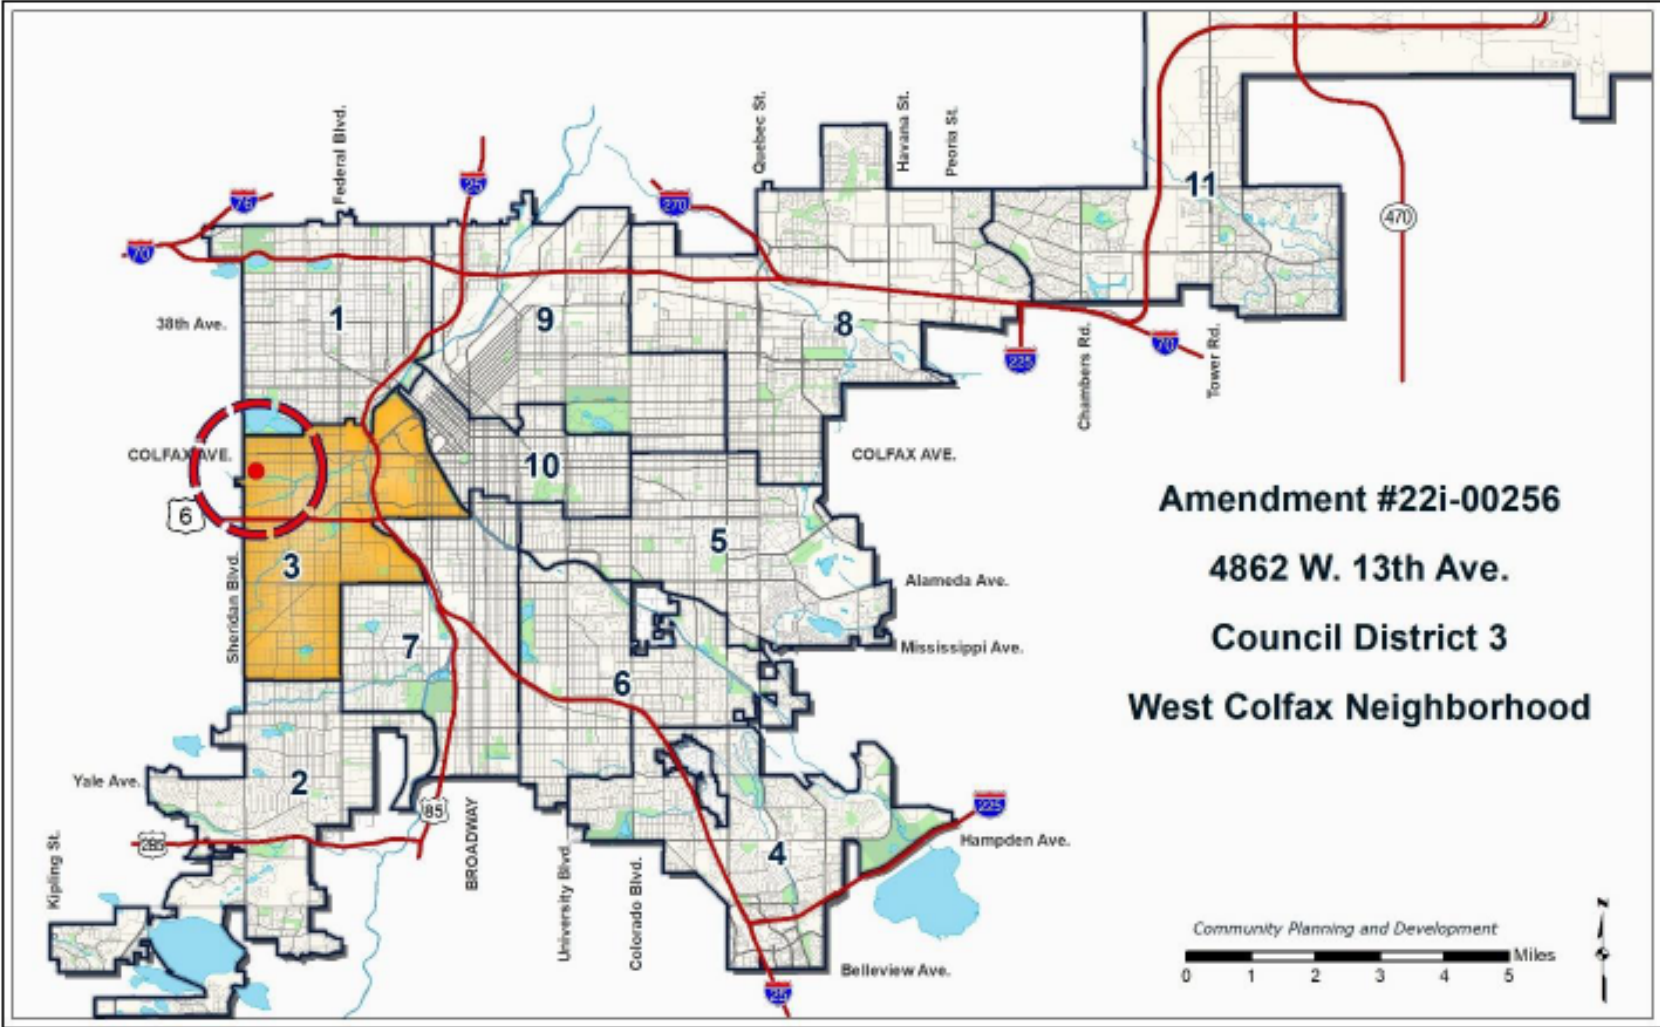 Federal Blvd.
Quebec St.
Havana St.
Peoria St.
76
25
270
11
470
70
38th Ave.
1
9
8
225
Chambers Rd.
70
Tower Rd.
COLFAX AVE.
COLFAX AVE.
10
6
5
3
Sheridan Blvd.
Alameda Ave.
7
Mississippi Ave.
6
Amendment #22i-00256
4862 W. 13th Ave.
Council District 3
West Colfax Neighborhood
Yale Ave.
2
85
BROADWAY
225
285
Hampden Ave.
4
Kipling St.
University Blvd.
Colorado Blvd.
Belleview Ave.
25
Community Planning and Development
Miles
0 1 2 3 4 5
z